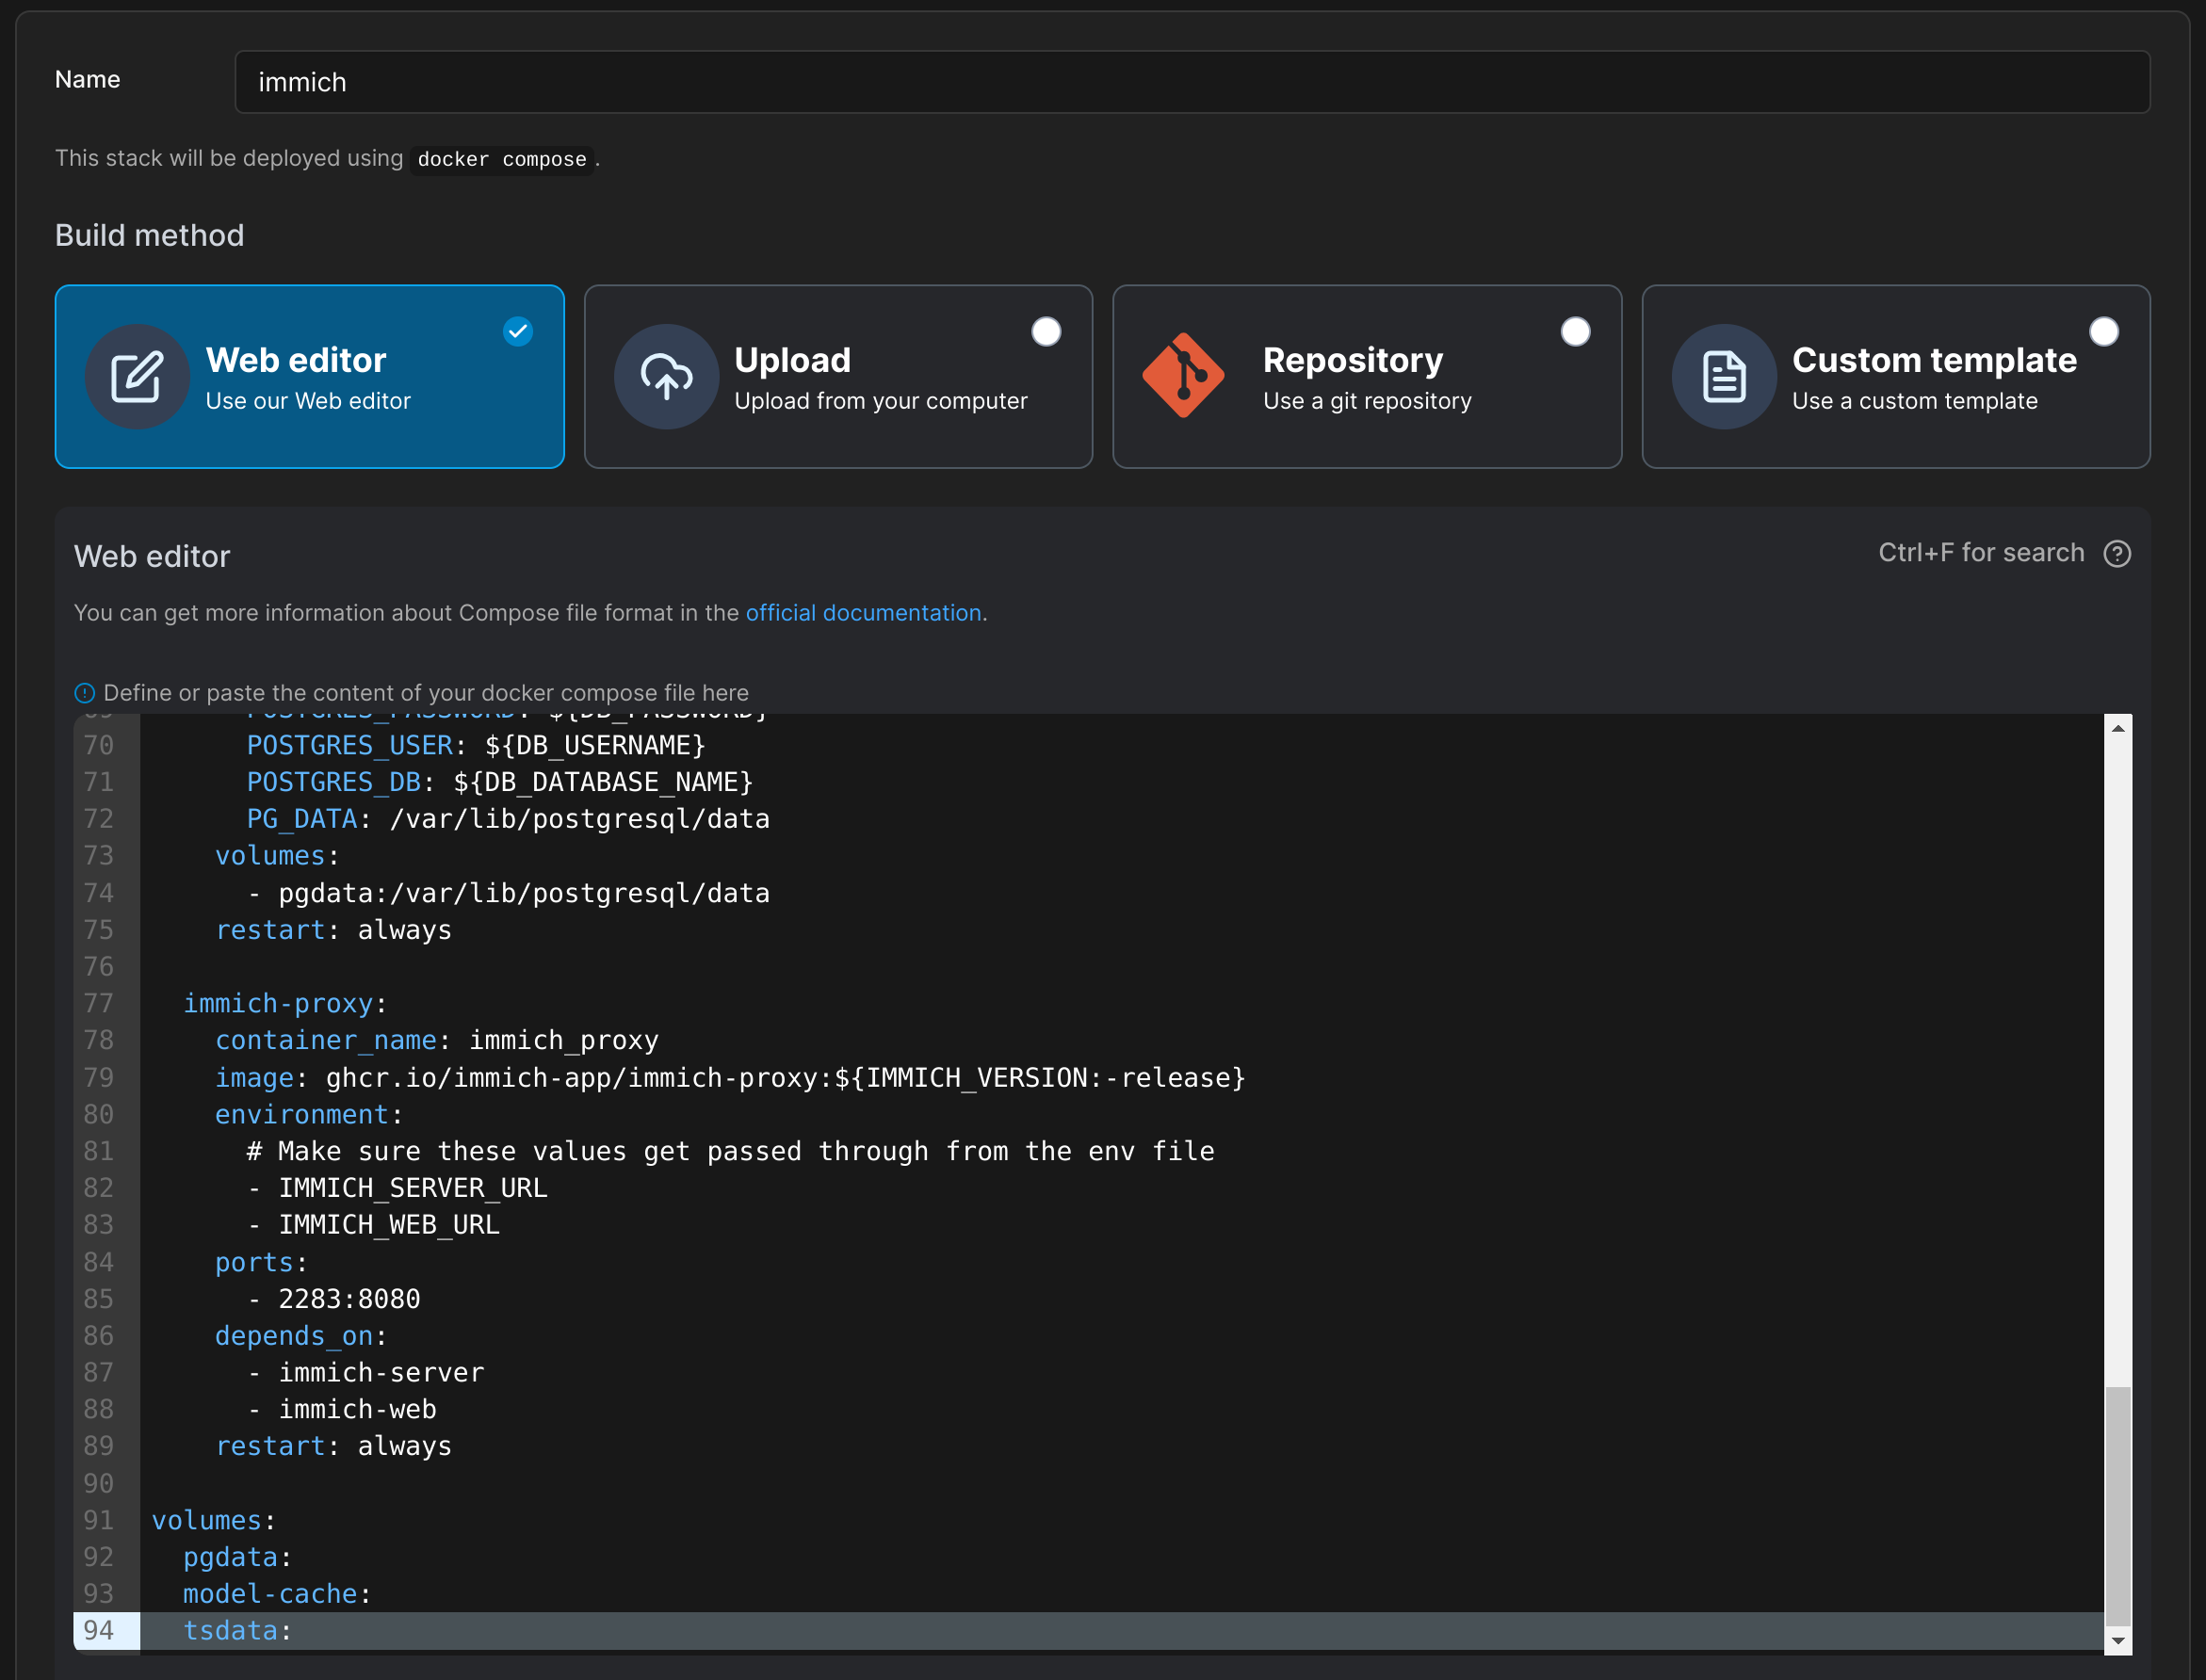 Name
immich
This stack will be deployed using docker compose.
Build method
Web editor
Use our Web editor
Upload
Upload from your computer
Repository
Use a git repository
Custom template
Use a custom template
Web editor
Ctrl+F for search
You can get more information about Compose file format in the official documentation.
Define or paste the content of your docker compose file here
69 POSTGRES_PASSWORD: ${DB_PASSWORD}
70 POSTGRES_USER: ${DB_USERNAME}
71 POSTGRES_DB: ${DB_DATABASE_NAME}
72 PG_DATA: /var/lib/postgresql/data
73 volumes:
74 - pgdata:/var/lib/postgresql/data
75 restart: always
76
77 immich-proxy:
78 container_name: immich_proxy
79 image: ghcr.io/immich-app/immich-proxy:${IMMICH_VERSION:-release}
80 environment:
81 # Make sure these values get passed through from the env file
82 - IMMICH_SERVER_URL
83 - IMMICH_WEB_URL
84 ports:
85 - 2283:8080
86 depends_on:
87 - immich-server
88 - immich-web
89 restart: always
90
91 volumes:
92 pgdata:
93 model-cache:
94 tsdata: